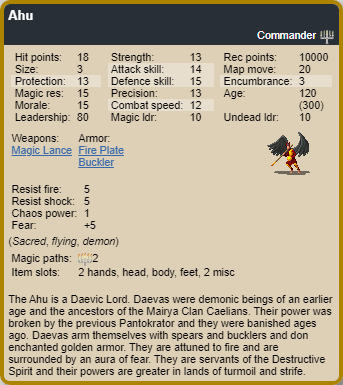 Ahu
Commander
Hit points: 18 Strength: 13 Rec points: 10000
Size: 3 Attack skill: 14 Map move: 20
Protection: 13 Defence skill: 15 Encumbrance: 3
Magic res: 15 Precision: 13 Age: 120
Morale: 15 Combat speed: 12 (300)
Leadership: 80 Magic ldr: 10 Undead ldr: 10
Weapons: Armor:
Magic Lance Fire Plate
Buckler
Resist fire: 5
Resist shock: 5
Chaos power: 1
Fear: +5
(Sacred, flying, demon)
Magic paths: 2
Item slots: 2 hands, head, body, feet, 2 misc
The Ahu is a Daevic Lord. Daevas were demonic beings of an earlier
age and the ancestors of the Mairya Clan Caelians. Their power was
broken by the previous Pantokrator and they were banished ages
ago. Daevas arm themselves with spears and bucklers and don
enchanted golden armor. They are attuned to fire and are
surrounded by an aura of fear. They are servants of the Destructive
Spirit and their powers are greater in lands of turmoil and strife.